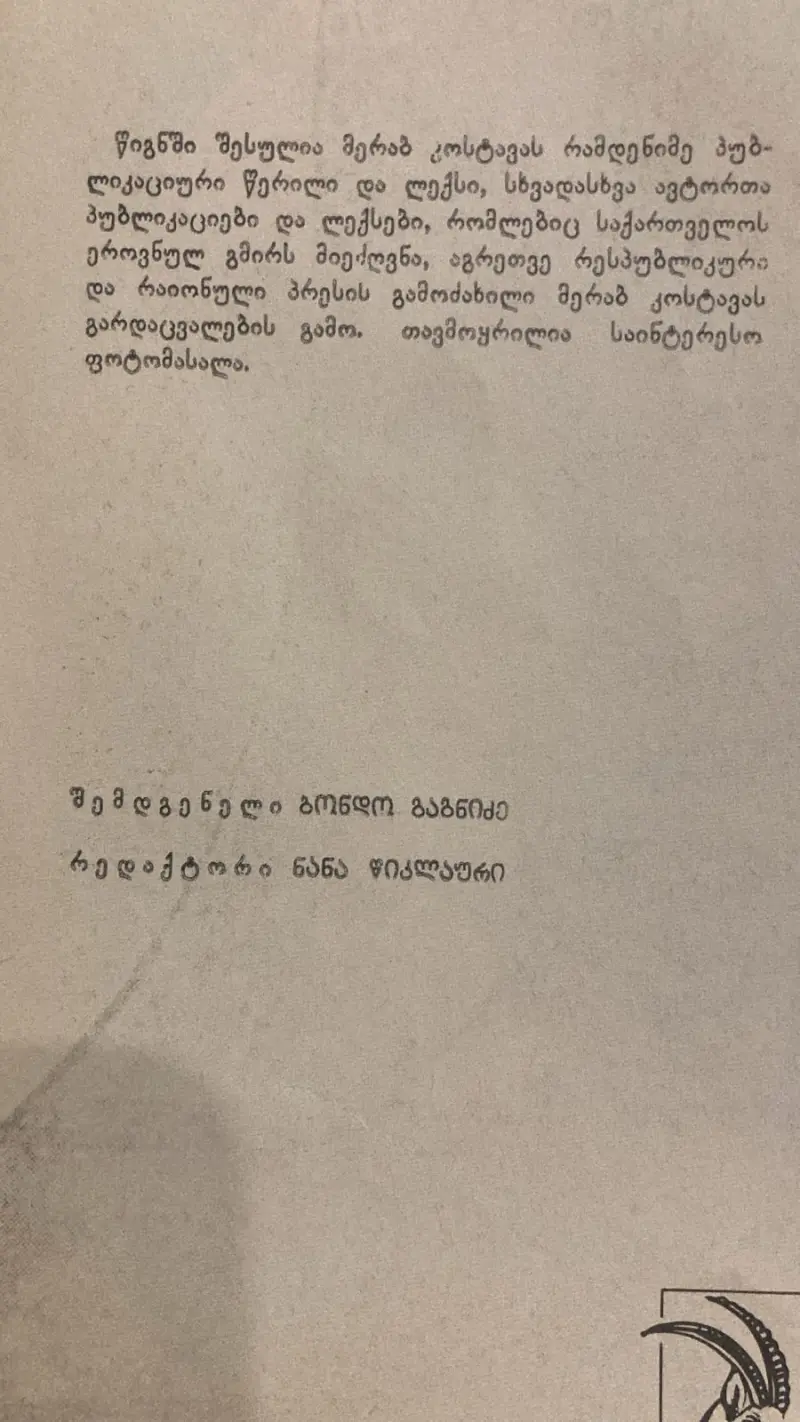 წიგნში შესულია მერაბ კოსტავას რამდენიმე პუბ-
ლიკაციური წერილი და ლექსი, სხვადასხვა ავტორთა
პუბლიკაციები და ლექსები, რომლებიც საქართველოს
ეროვნულ გმირს მიეძღვნა, აგრეთვე რესპუბლიკური
და რაიონული პრესის გამოძახილი მერაბ კოსტავას
გარდაცვალების გამო. თავმოყრილია საინტერესო
ფოტომასალა.
შემდგენელი ბონდო გაგნიძე
რედაქტორი ნანა წიკლაური